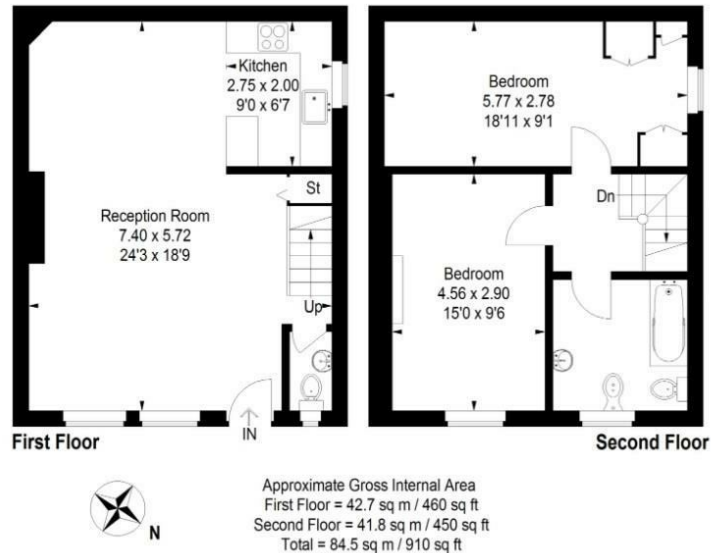 Kitchen
2.75 x 2.00
9'0 x 6'7
Reception Room
7.40 x 5.72
24'3 x 18'9
St
Up
IN
First Floor
Bedroom
5.77 x 2.78
18'11 x 9'1
Dn
Bedroom
4.56 x 2.90
15'0 x 9'6
Second Floor
N
Approximate Gross Internal Area
First Floor = 42.7 sq m / 460 sq ft
Second Floor = 41.8 sq m / 450 sq ft
Total = 84.5 sq m / 910 sq ft